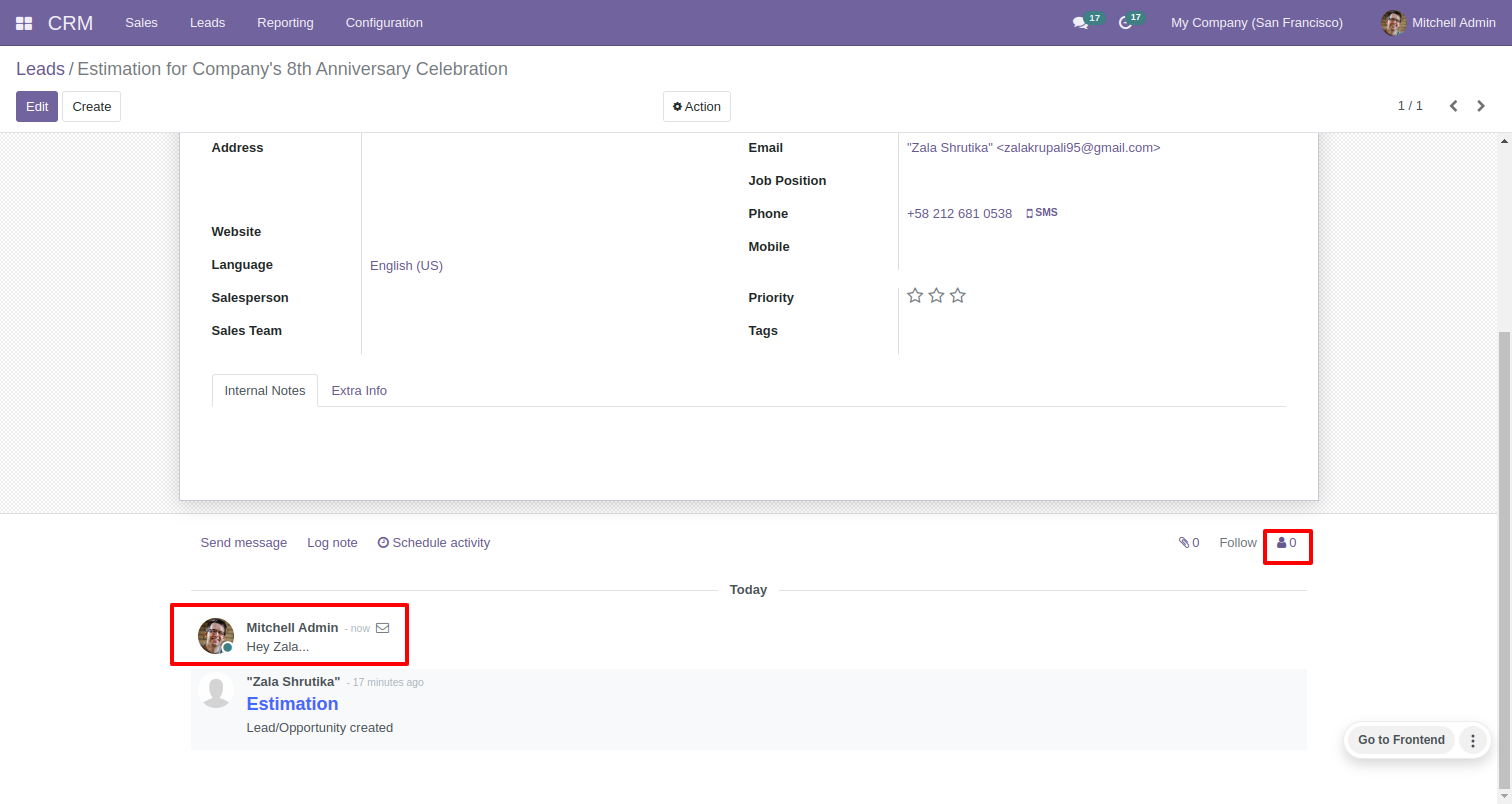 CRM Sales Leads Reporting Configuration 17 17 My Company (San Francisco) Mitchell Admin
Leads / Estimation for Company's 8th Anniversary Celebration
Edit Create Action 1 / 1
Address Email "Zala Shrutika" <zalakrupali95@gmail.com>
Job Position
Phone +58 212 681 0538 SMS
Website
Mobile
Language English (US)
Salesperson Priority
Sales Team Tags
Internal Notes Extra Info
Send message Log note Schedule activity 0 Follow 0
Today
Mitchell Admin - now
Hey Zala...
"Zala Shrutika" - 17 minutes ago
Estimation
Lead/Opportunity created
Go to Frontend